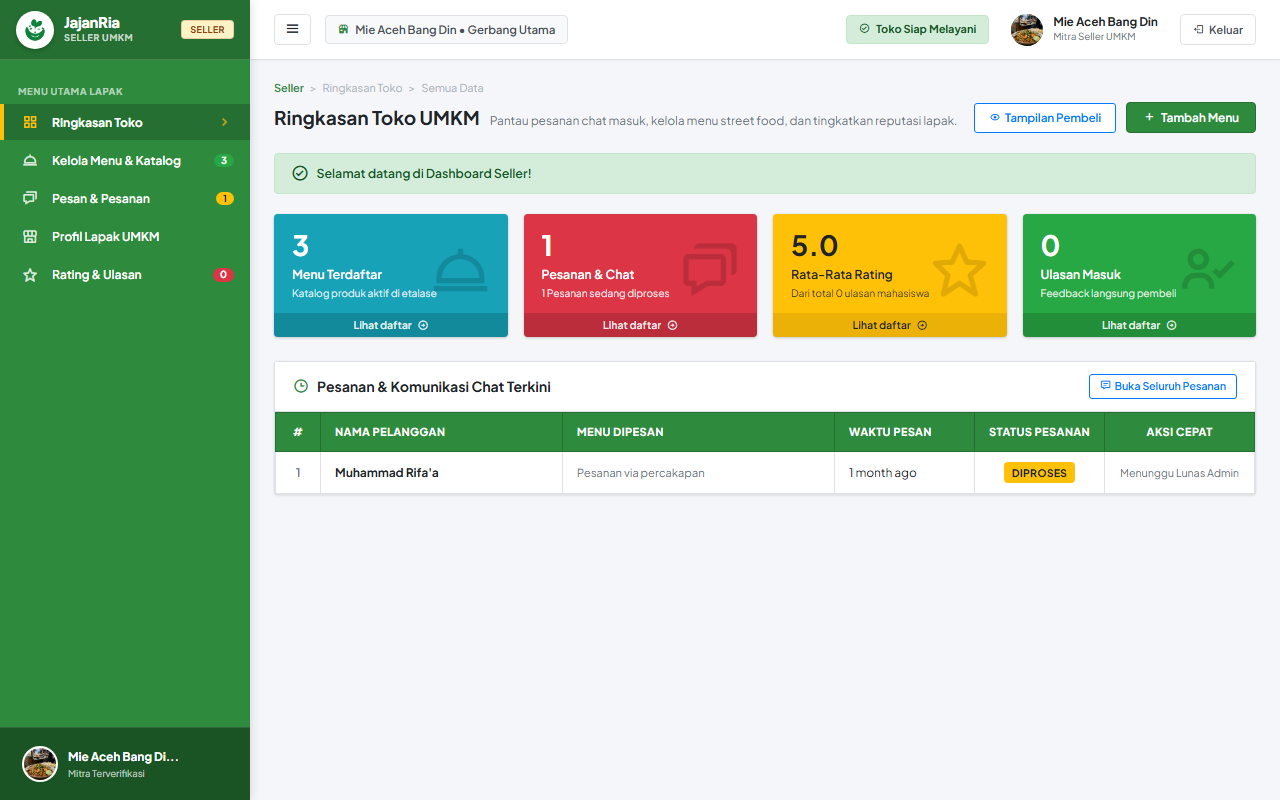 JajanRia
SELLER UMKM
SELLER
MENU UTAMA LAPAK
Ringkasan Toko
Kelola Menu & Katalog 3
Pesan & Pesanan 1
Profil Lapak UMKM
Rating & Ulasan 0
Mie Aceh Bang Di...
Mitra Terverifikasi
Mie Aceh Bang Din • Gerbang Utama
Toko Siap Melayani
Mie Aceh Bang Din
Mitra Seller UMKM
Keluar
Seller > Ringkasan Toko > Semua Data
Ringkasan Toko UMKM Pantau pesanan chat masuk, kelola menu street food, dan tingkatkan reputasi lapak.
Tampilan Pembeli
+ Tambah Menu
Selamat datang di Dashboard Seller!
3
Menu Terdaftar
Katalog produk aktif di etalase
Lihat daftar
1
Pesanan & Chat
1 Pesanan sedang diproses
Lihat daftar
5.0
Rata-Rata Rating
Dari total 0 ulasan mahasiswa
Lihat daftar
0
Ulasan Masuk
Feedback langsung pembeli
Lihat daftar
Pesanan & Komunikasi Chat Terkini
Buka Seluruh Pesanan
# NAMA PELANGGAN MENU DIPESAN WAKTU PESAN STATUS PESANAN AKSI CEPAT
1 Muhammad Rifa'a Pesanan via percakapan 1 month ago DIPROSES Menunggu Lunas Admin